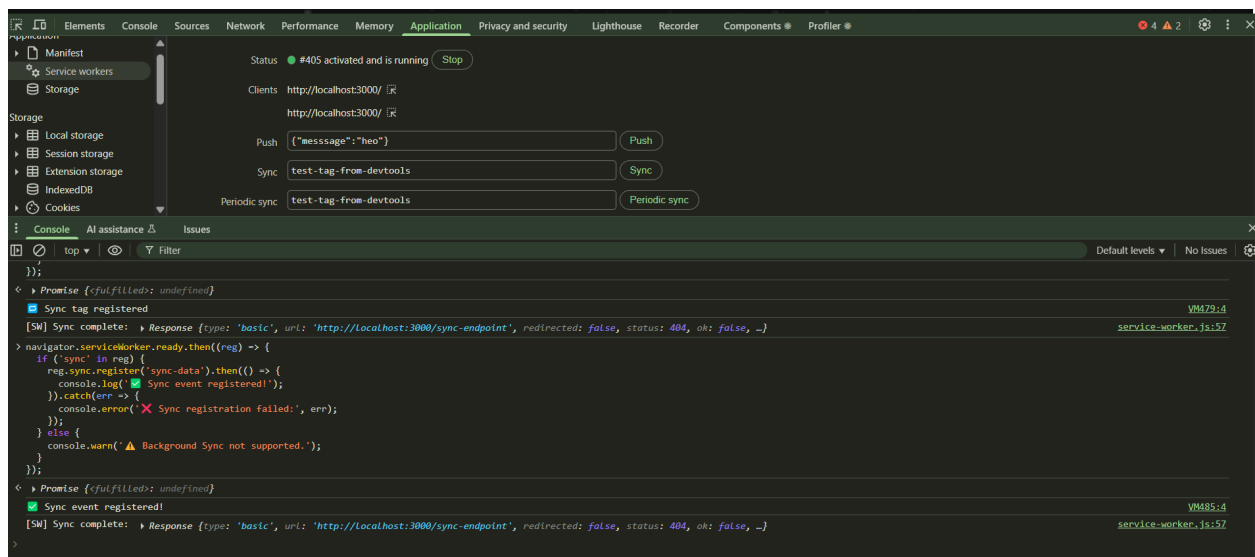 Elements Console Sources Network Performance Memory Application Privacy and security Lighthouse Recorder Components Profiler 4 2
Application
Manifest
Service workers
Storage
Storage
Local storage
Session storage
Extension storage
IndexedDB
Cookies
Status #405 activated and is running Stop
Clients http://localhost:3000/
http://localhost:3000/
Push {"messsage":"heo"} Push
Sync test-tag-from-devtools Sync
Periodic sync test-tag-from-devtools Periodic sync
Console AI assistance Issues
top ▾ Filter Default levels ▾ No Issues
}
});
Promise {<fulfilled>: undefined}
🔁 Sync tag registered VM479:4
[SW] Sync complete: ▸ Response {type: 'basic', url: 'http://localhost:3000/sync-endpoint', redirected: false, status: 404, ok: false, …} service-worker.js:57
> navigator.serviceWorker.ready.then((reg) => {
if ('sync' in reg) {
reg.sync.register('sync-data').then(() => {
console.log('✅ Sync event registered!');
}).catch(err => {
console.error('❌ Sync registration failed:', err);
});
} else {
console.warn('⚠️ Background Sync not supported.');
}
});
Promise {<fulfilled>: undefined}
✅ Sync event registered! VM485:4
[SW] Sync complete: ▸ Response {type: 'basic', url: 'http://localhost:3000/sync-endpoint', redirected: false, status: 404, ok: false, …} service-worker.js:57
>